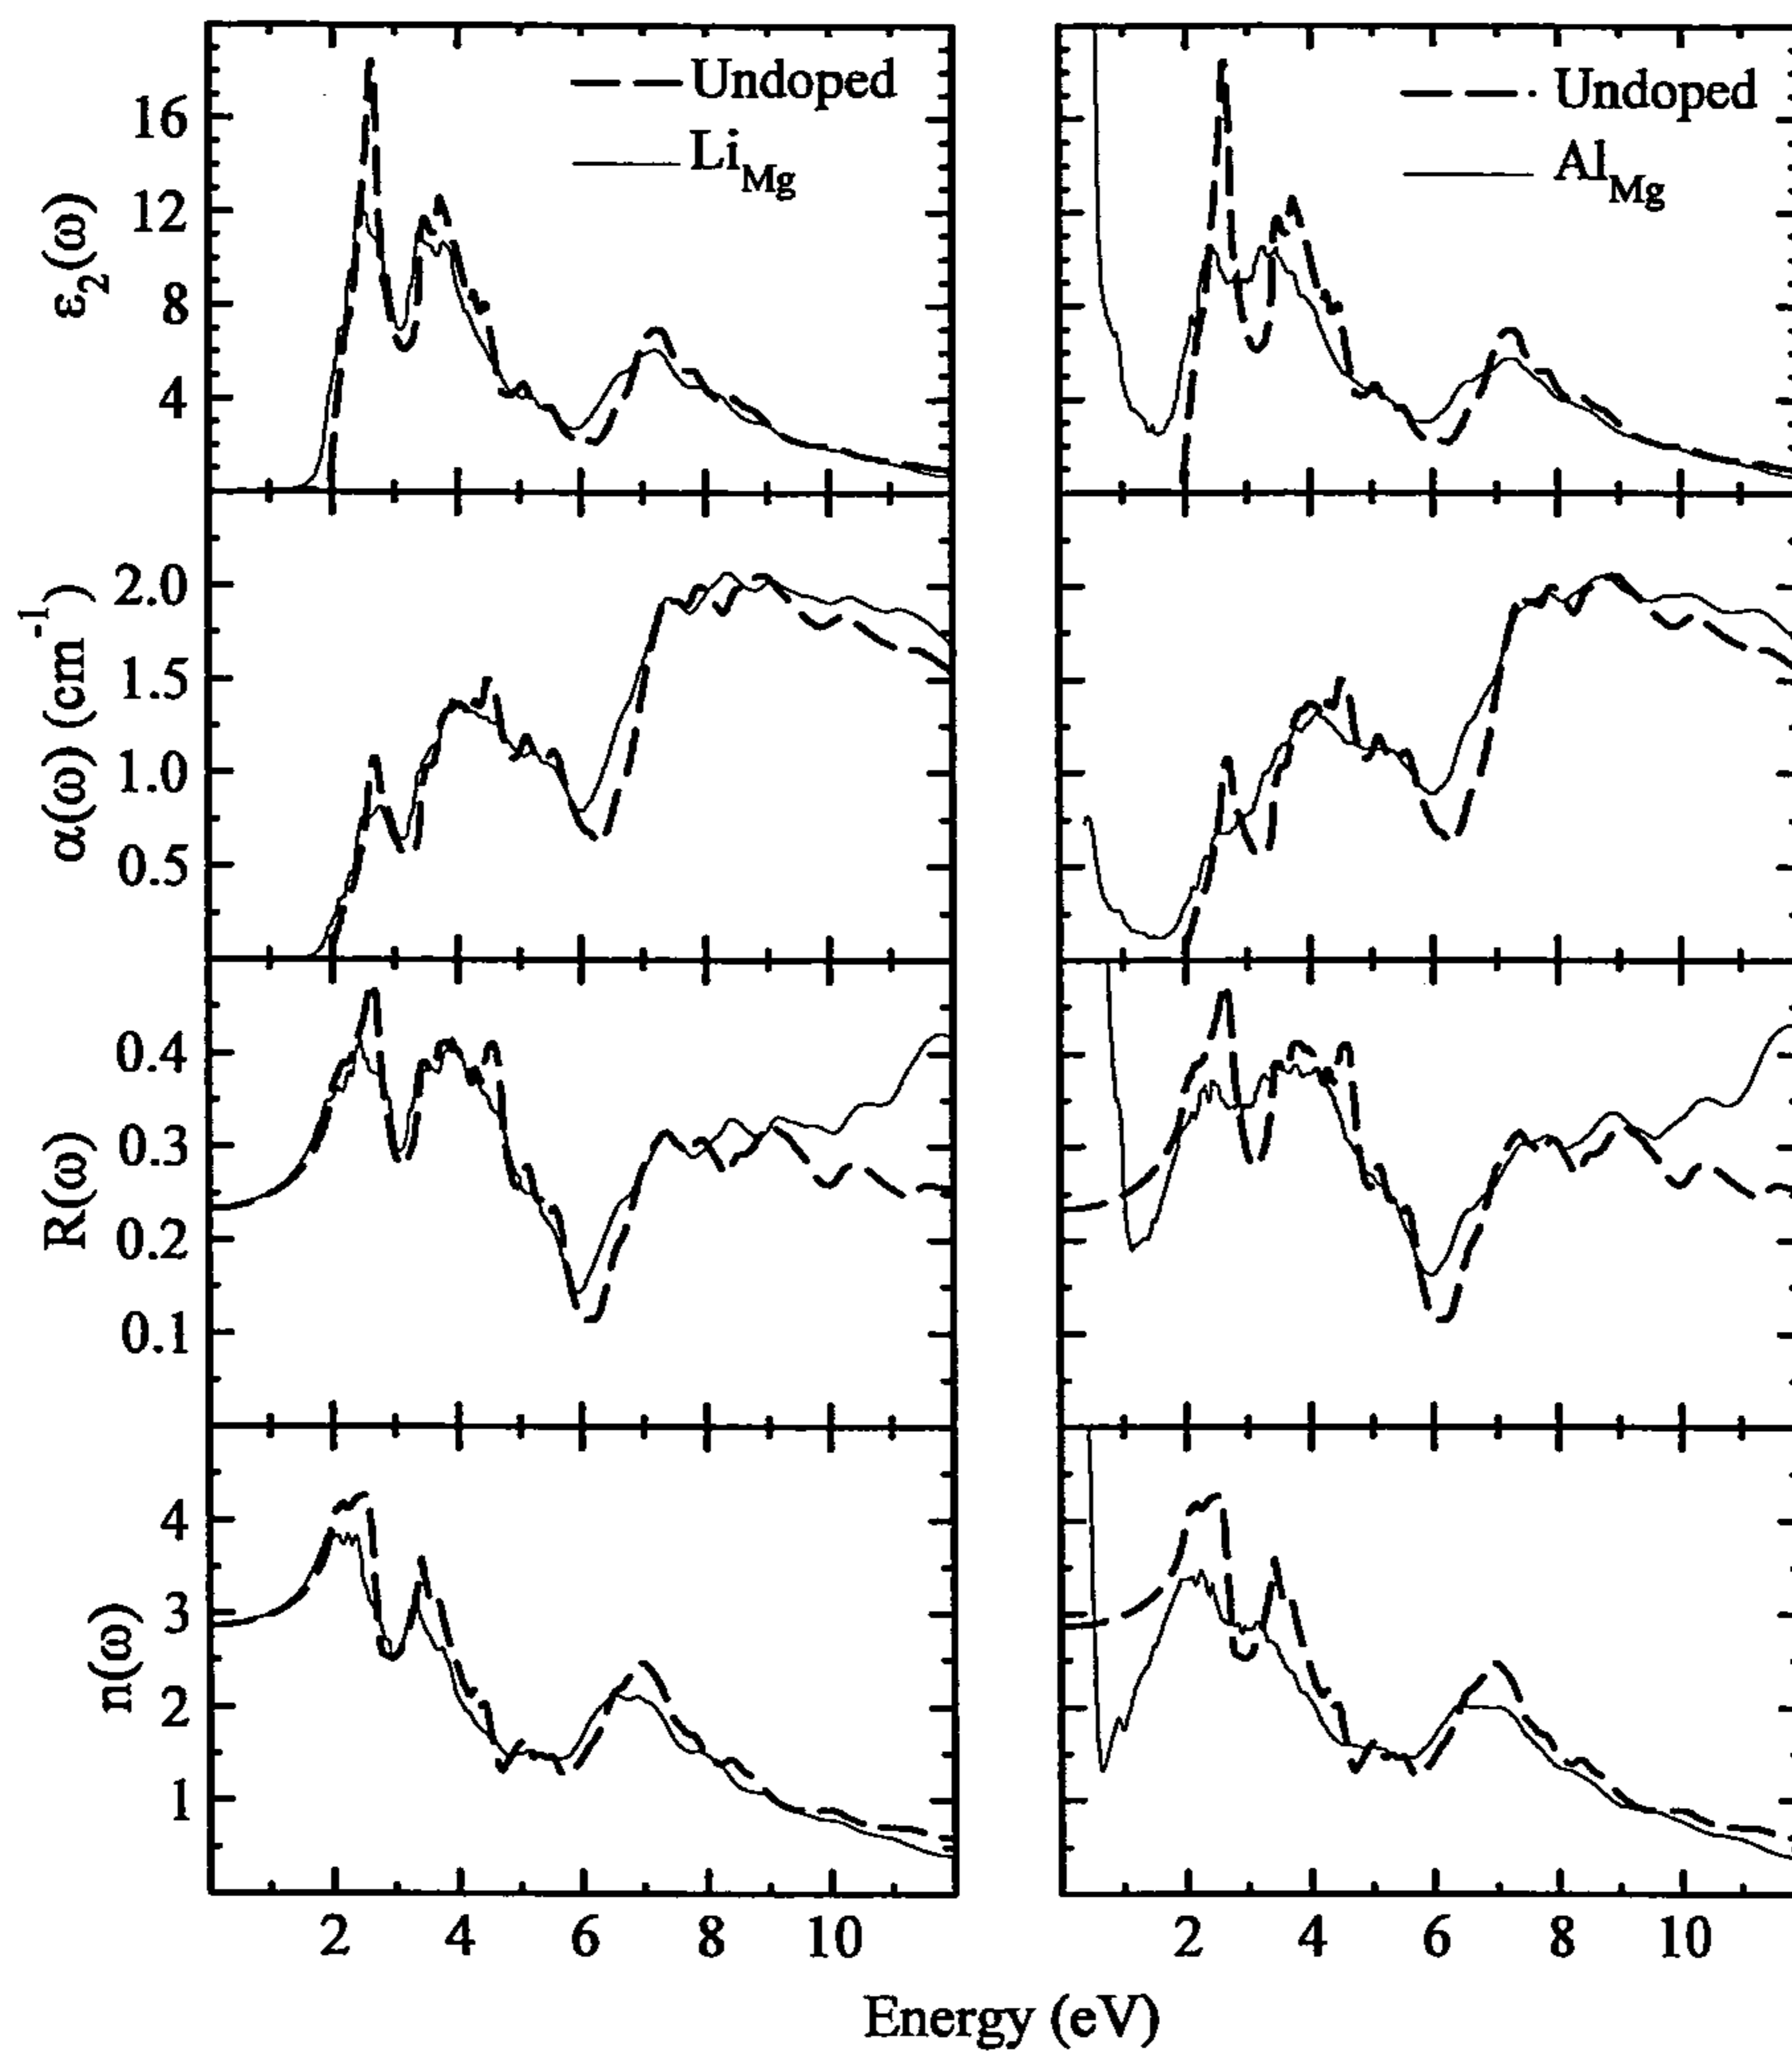 Undoped
Li_Mg
Undoped
Al_Mg
ε₂(ω)
16
12
8
4
α(ω) (cm⁻¹)
2.0
1.5
1.0
0.5
R(ω)
0.4
0.3
0.2
0.1
n(ω)
4
3
2
1
2 4 6 8 10
2 4 6 8 10
Energy (eV)